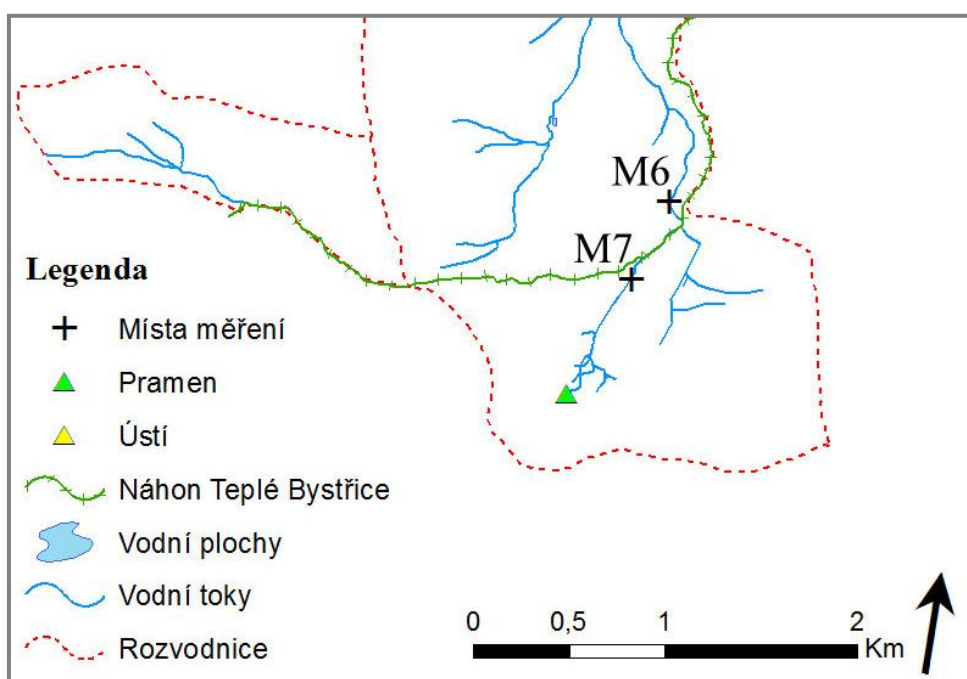 M6
M7
Legenda
Místa měření
Pramen
Ústí
Náhon Teplé Bystřice
Vodní plochy
Vodní toky
Rozvodnice
0 0,5 1 2
Km